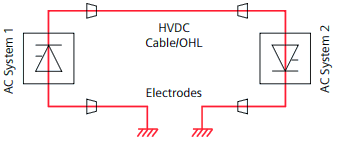 AC System 1
HVDC
Cable/OHL
Electrodes
AC System 2